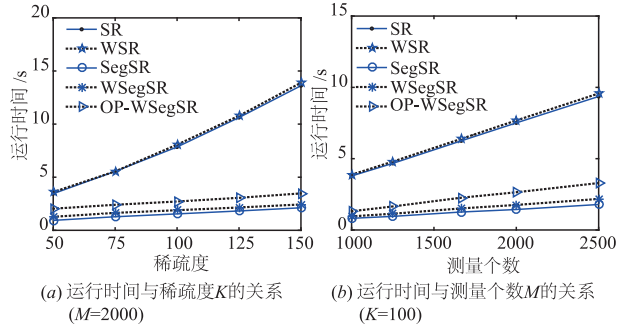 20
15
10
5
0
运行时间/s
SR
WSR
SegSR
WSegSR
OP-WSegSR
50 75 100 125 150
稀疏度
(a) 运行时间与稀疏度K的关系
(M=2000)
15
10
5
0
运行时间/s
SR
WSR
SegSR
WSegSR
OP-WSegSR
1000 1500 2000 2500
测量个数
(b) 运行时间与测量个数M的关系
(K=100)